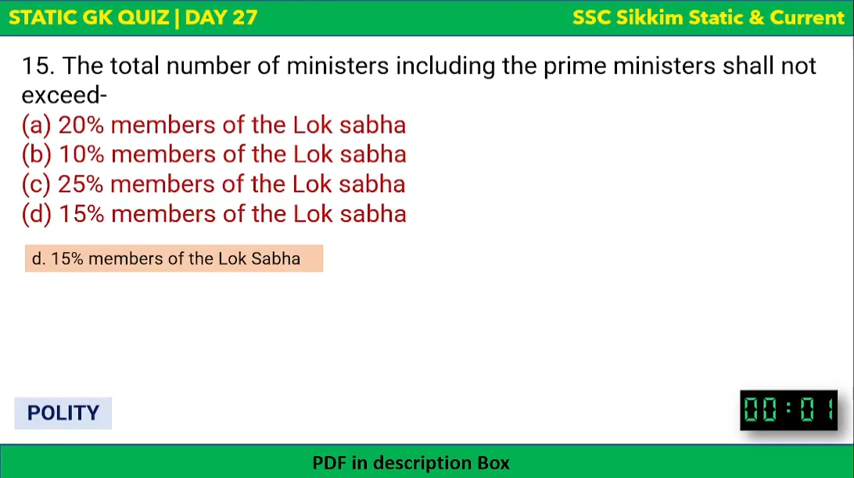 STATIC GK QUIZ | DAY 27
SSC Sikkim Static & Current
15. The total number of ministers including the prime ministers shall not
exceed-
(a) 20% members of the Lok sabha
(b) 10% members of the Lok sabha
(c) 25% members of the Lok sabha
(d) 15% members of the Lok sabha
d. 15% members of the Lok Sabha
POLITY
00:01
PDF in description Box